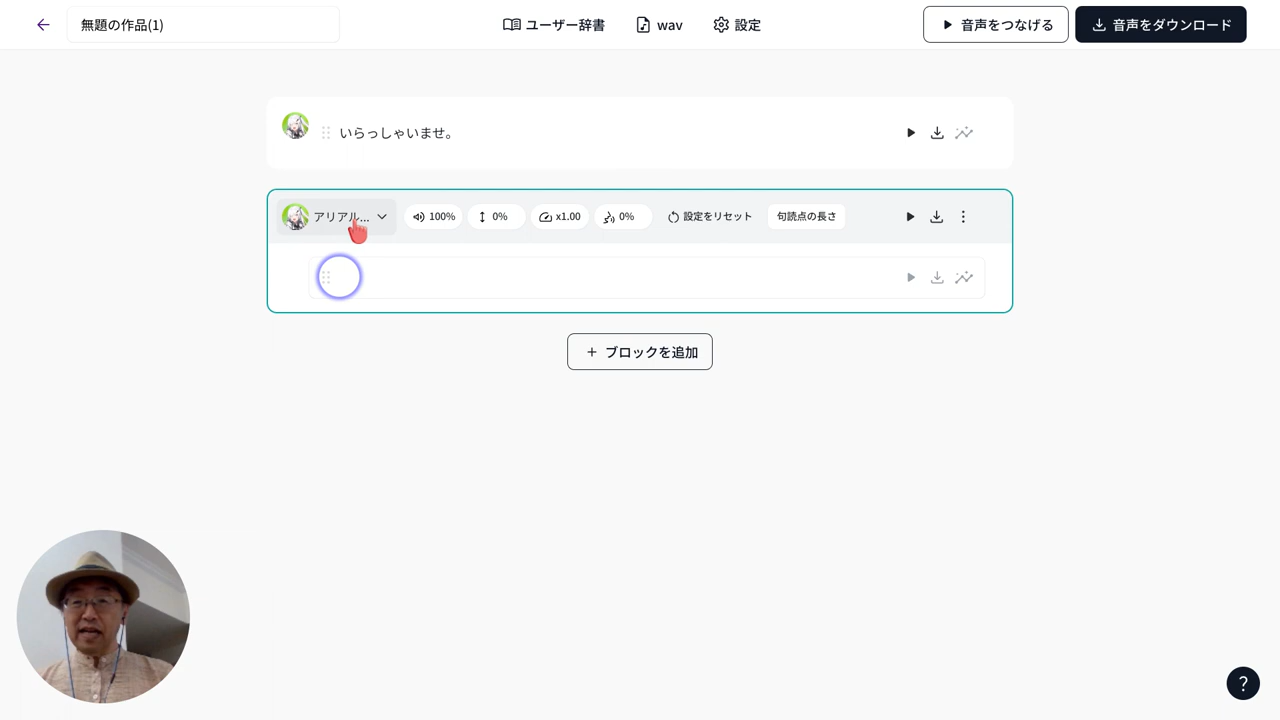 無題の作品(1)
ユーザー辞書
wav
設定
音声をつなげる
音声をダウンロード
いらっしゃいませ。
アリアル...
100%
0%
x1.00
0%
設定をリセット
句読点の長さ
+ ブロックを追加
?